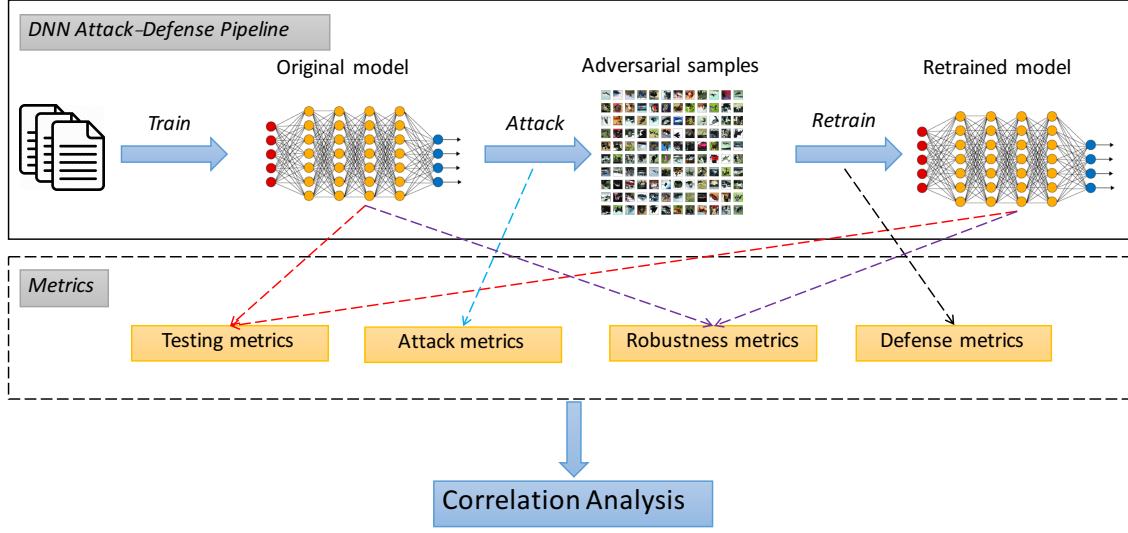 DNN Attack–Defense Pipeline
Original model
Adversarial samples
Retrained model
Train
Attack
Retrain
Metrics
Testing metrics
Attack metrics
Robustness metrics
Defense metrics
Correlation Analysis